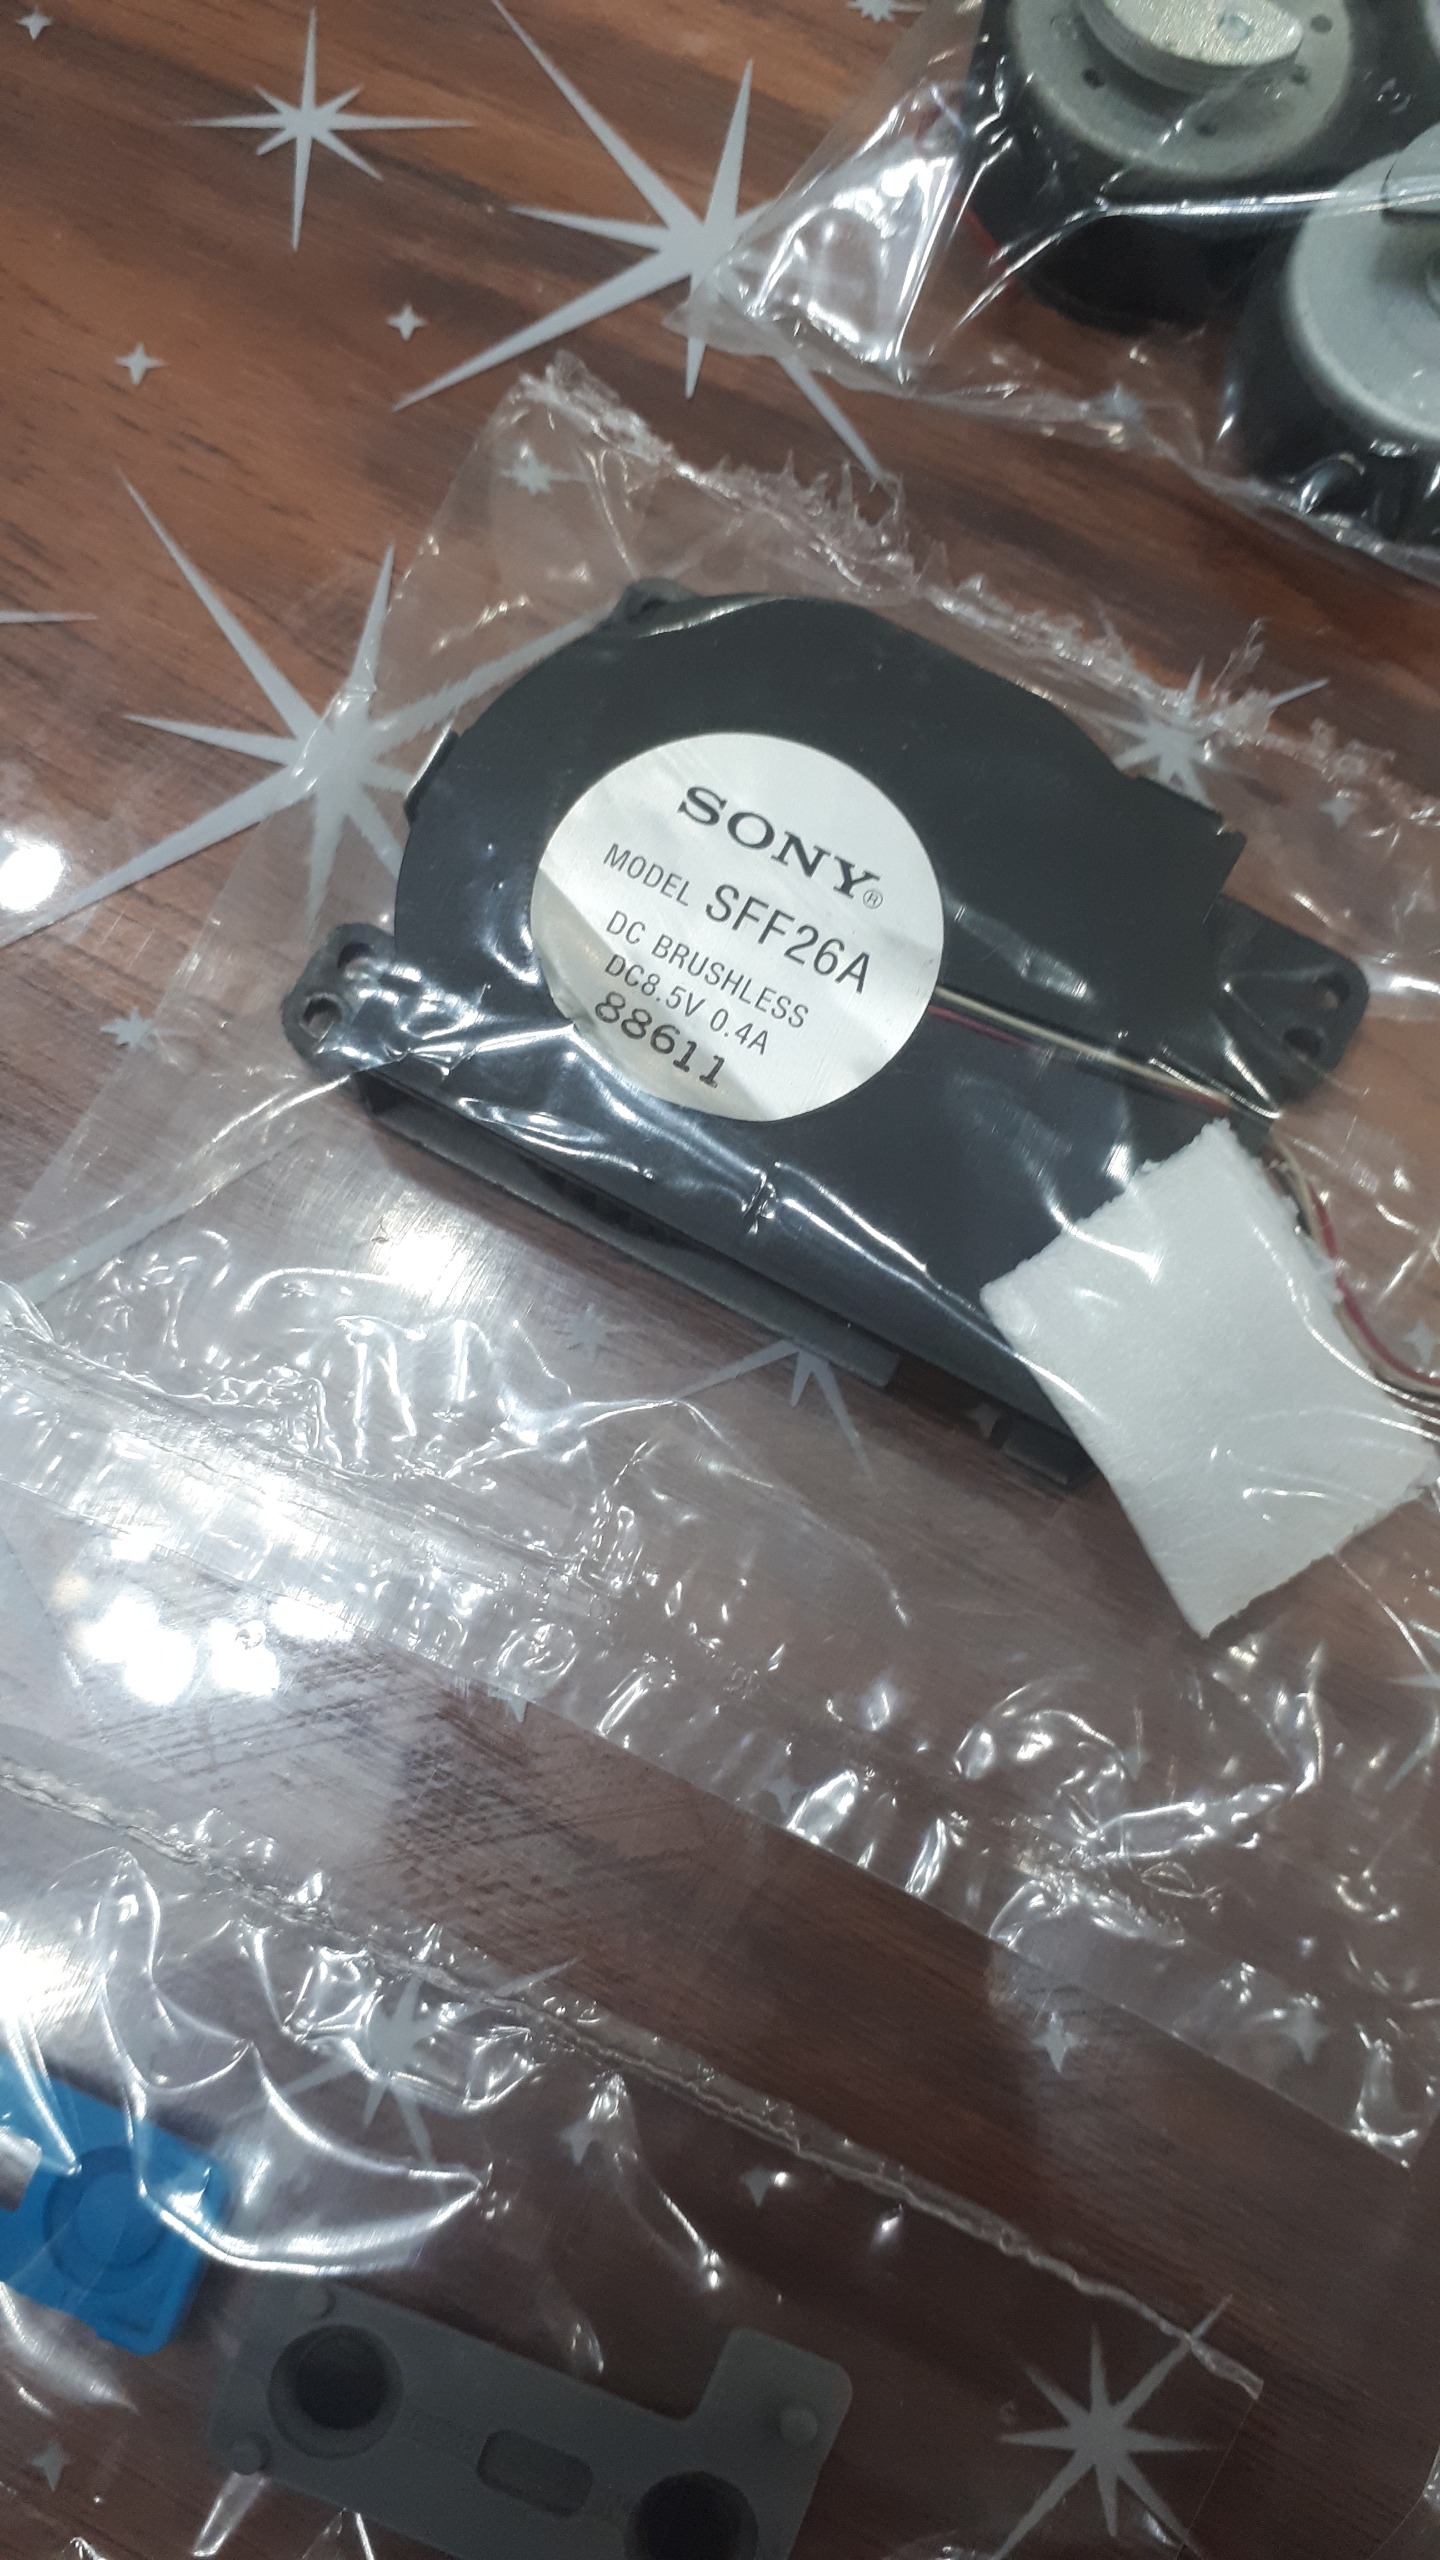 SONY®
MODEL SFF26A
DC BRUSHLESS
DC8.5V 0.4A
88611